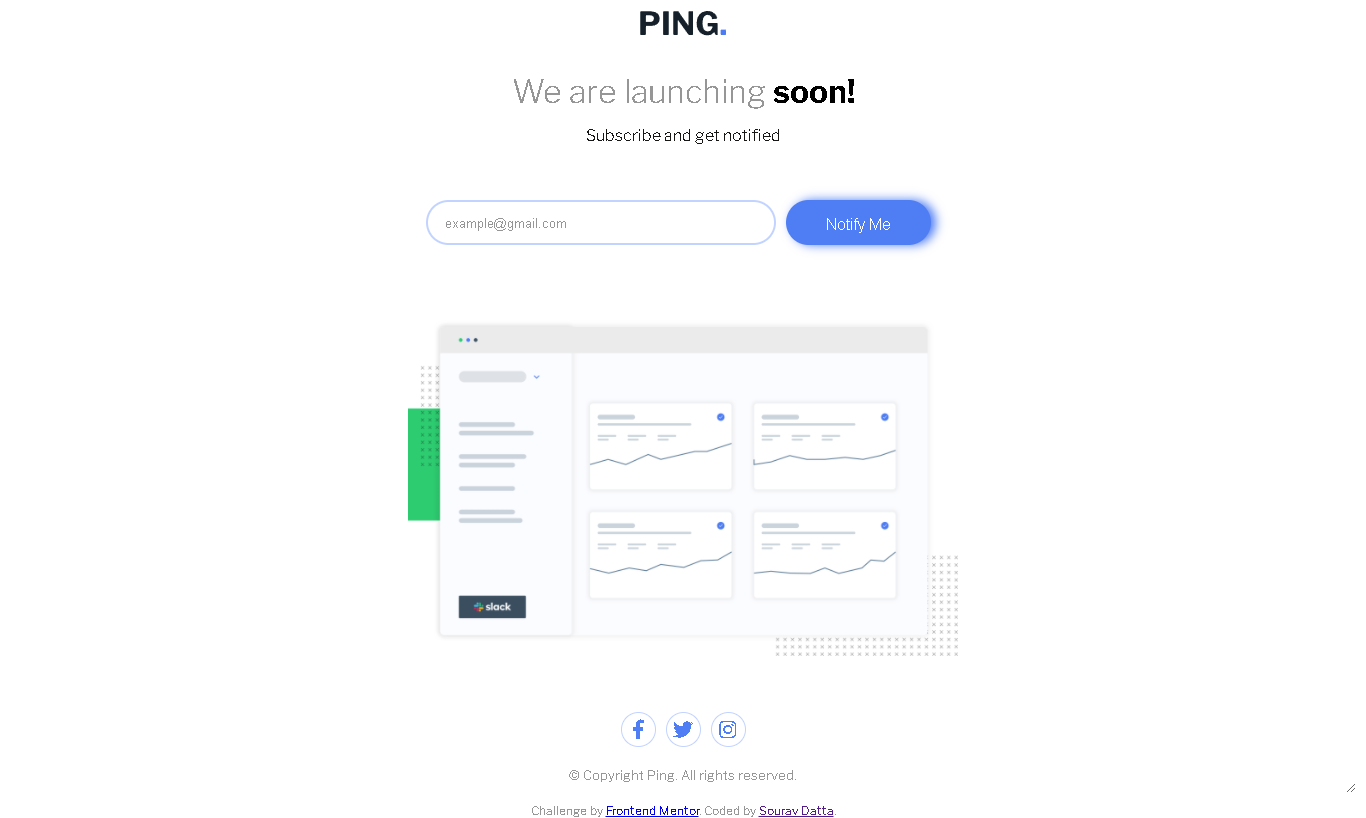 PING.
We are launching soon!
Subscribe and get notified
example@gmail.com
Notify Me
slack
© Copyright Ping. All rights reserved.
Challenge by Frontend Mentor. Coded by Sourav Datta.